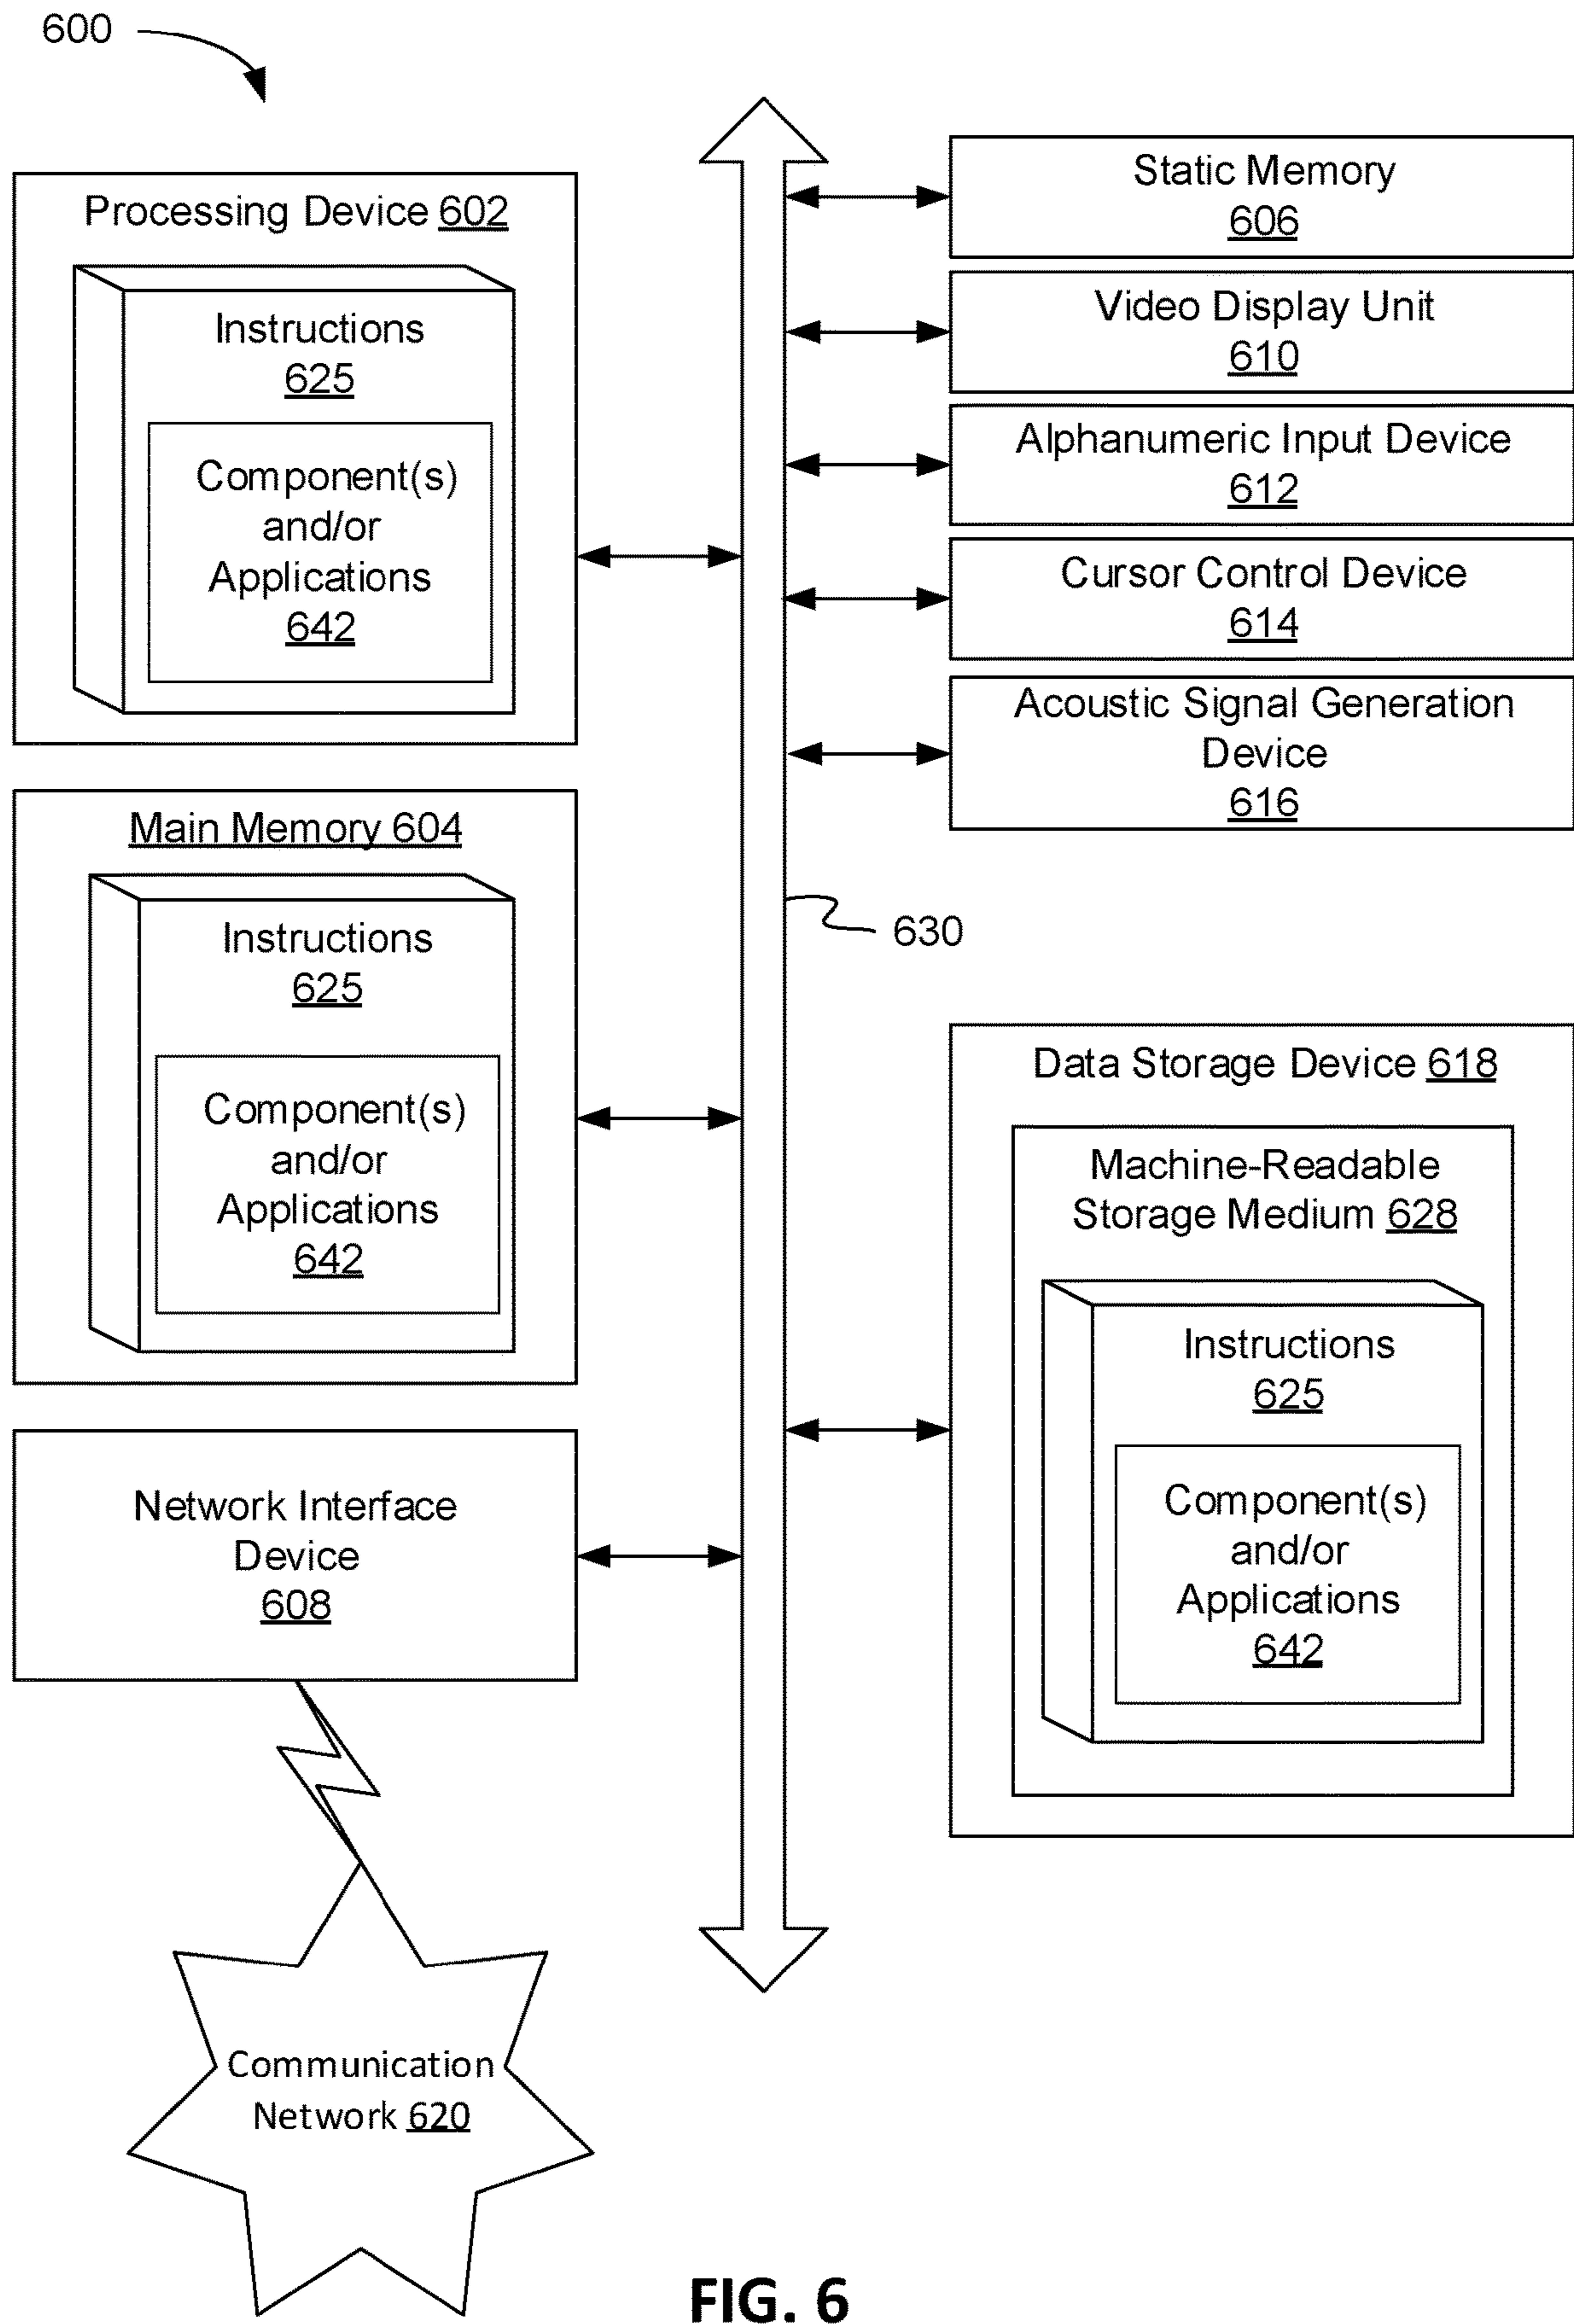 600
Processing Device 602
Instructions
625
Component(s)
and/or
Applications
642
Main Memory 604
Instructions
625
Component(s)
and/or
Applications
642
Network Interface
Device
608
Communication
Network 620
Static Memory
606
Video Display Unit
610
Alphanumeric Input Device
612
Cursor Control Device
614
Acoustic Signal Generation
Device
616
630
Data Storage Device 618
Machine-Readable
Storage Medium 628
Instructions
625
Component(s)
and/or
Applications
642
FIG. 6